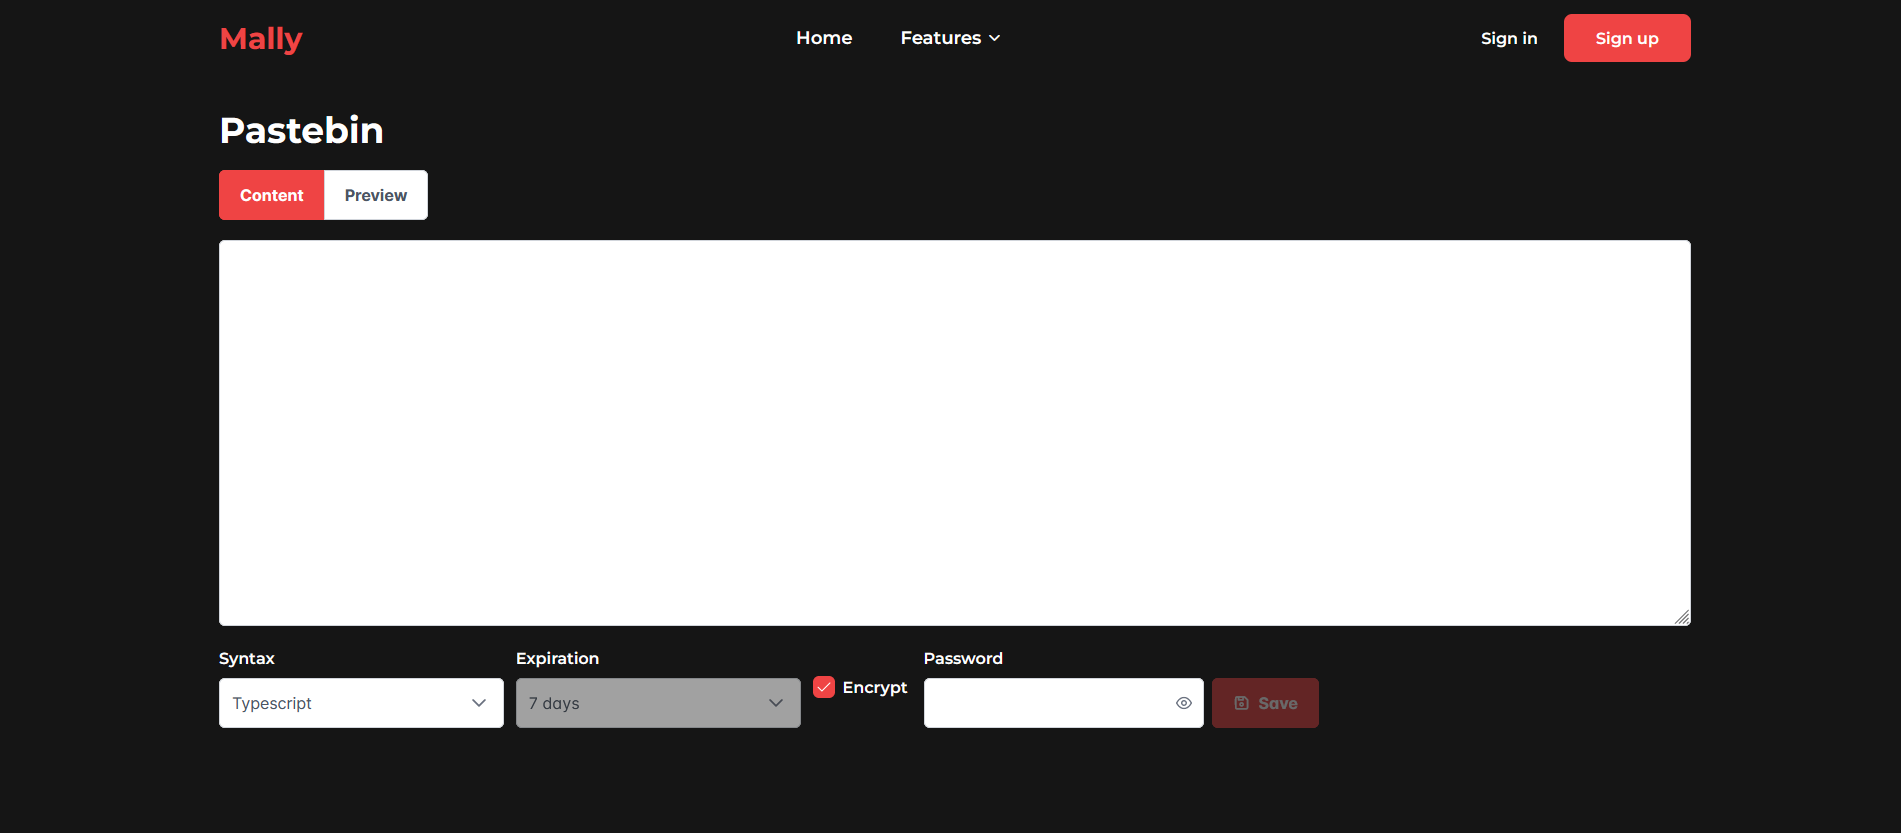 Mally
Home Features
Sign in Sign up
Pastebin
Content Preview
Syntax Expiration Password
Typescript 7 days Encrypt Save